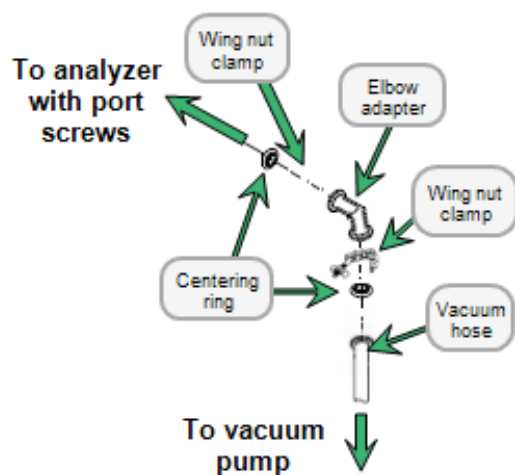 Wing nut
clamp
To analyzer
with port
screws
Elbow
adapter
Wing nut
clamp
Centering
ring
Vacuum
hose
To vacuum
pump